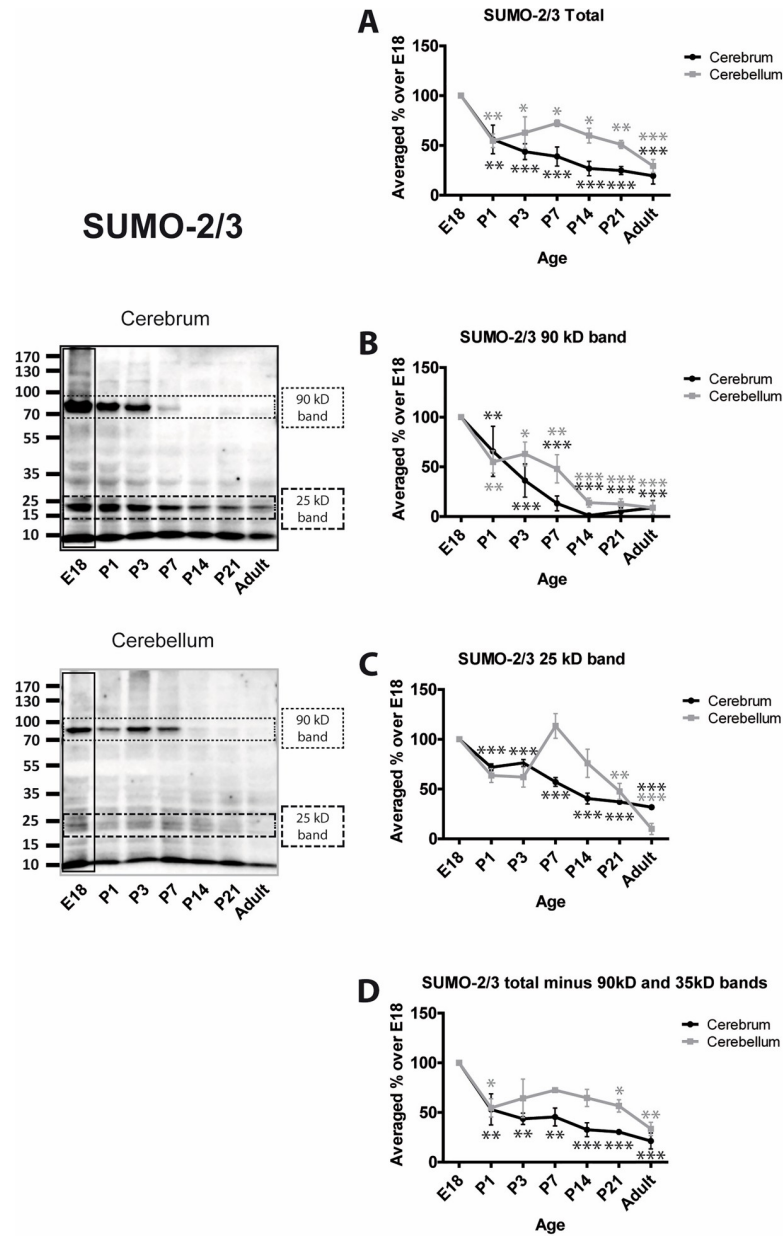 SUMO-2/3
Cerebrum
170
130
100
70
55
35
25
15
10
90 kD
band
25 kD
band
E18 P1 P3 P7 P14 P21 Adult
Cerebellum
170
130
100
70
55
35
25
15
10
90 kD
band
25 kD
band
E18 P1 P3 P7 P14 P21 Adult
A
SUMO-2/3 Total
Averaged % over E18
150
100
50
0
** * * * ** ***
***
** *** *** *** ***
E18 P1 P3 P7 P14 P21 Adult
Age
Cerebrum
Cerebellum
B
SUMO-2/3 90 kD band
Averaged % over E18
150
100
50
0
**
* ** *** *** ***
*** *** *** ***
** ***
E18 P1 P3 P7 P14 P21 Adult
Age
Cerebrum
Cerebellum
C
SUMO-2/3 25 kD band
Averaged % over E18
150
100
50
0
*** *** ** ***
***
*** *** ***
E18 P1 P3 P7 P14 P21 Adult
Age
Cerebrum
Cerebellum
D
SUMO-2/3 total minus 90kD and 35kD bands
Averaged % over E18
150
100
50
0
* * **
** ** ** *** *** ***
E18 P1 P3 P7 P14 P21 Adult
Age
Cerebrum
Cerebellum